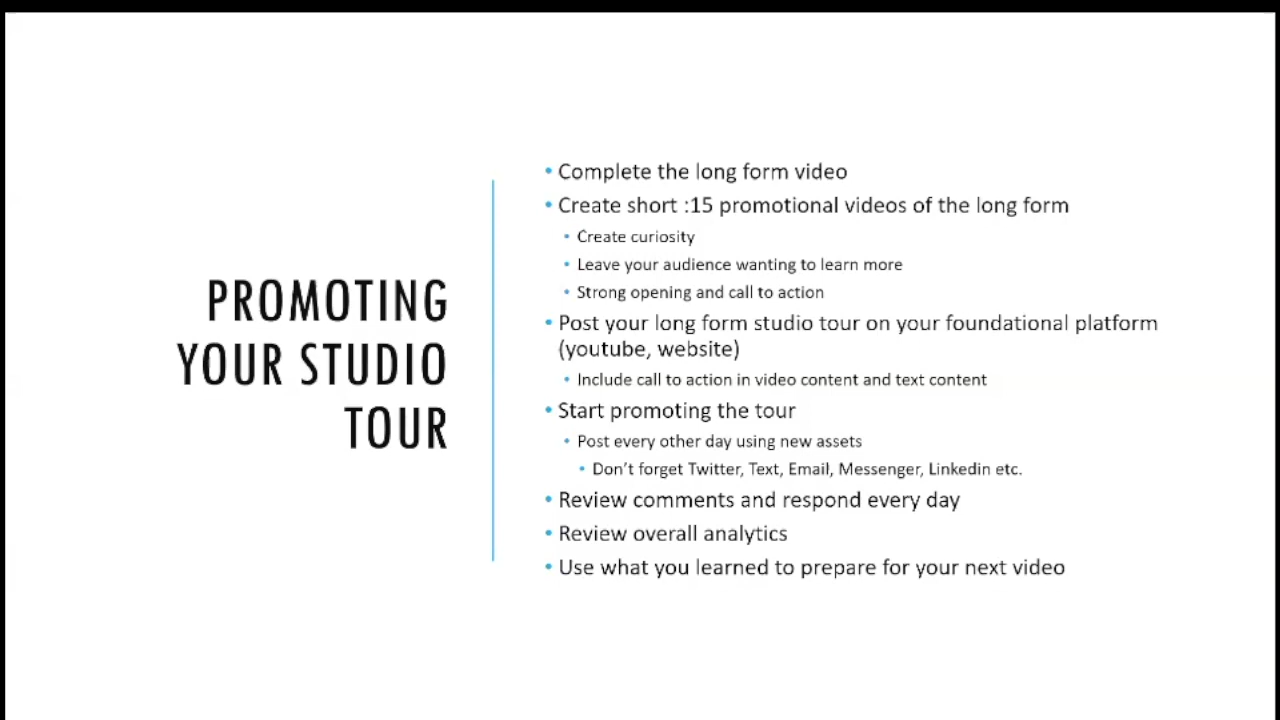 PROMOTING
YOUR STUDIO
TOUR
• Complete the long form video
• Create short :15 promotional videos of the long form
• Create curiosity
• Leave your audience wanting to learn more
• Strong opening and call to action
• Post your long form studio tour on your foundational platform
(youtube, website)
• Include call to action in video content and text content
• Start promoting the tour
• Post every other day using new assets
• Don't forget Twitter, Text, Email, Messenger, Linkedin etc.
• Review comments and respond every day
• Review overall analytics
• Use what you learned to prepare for your next video